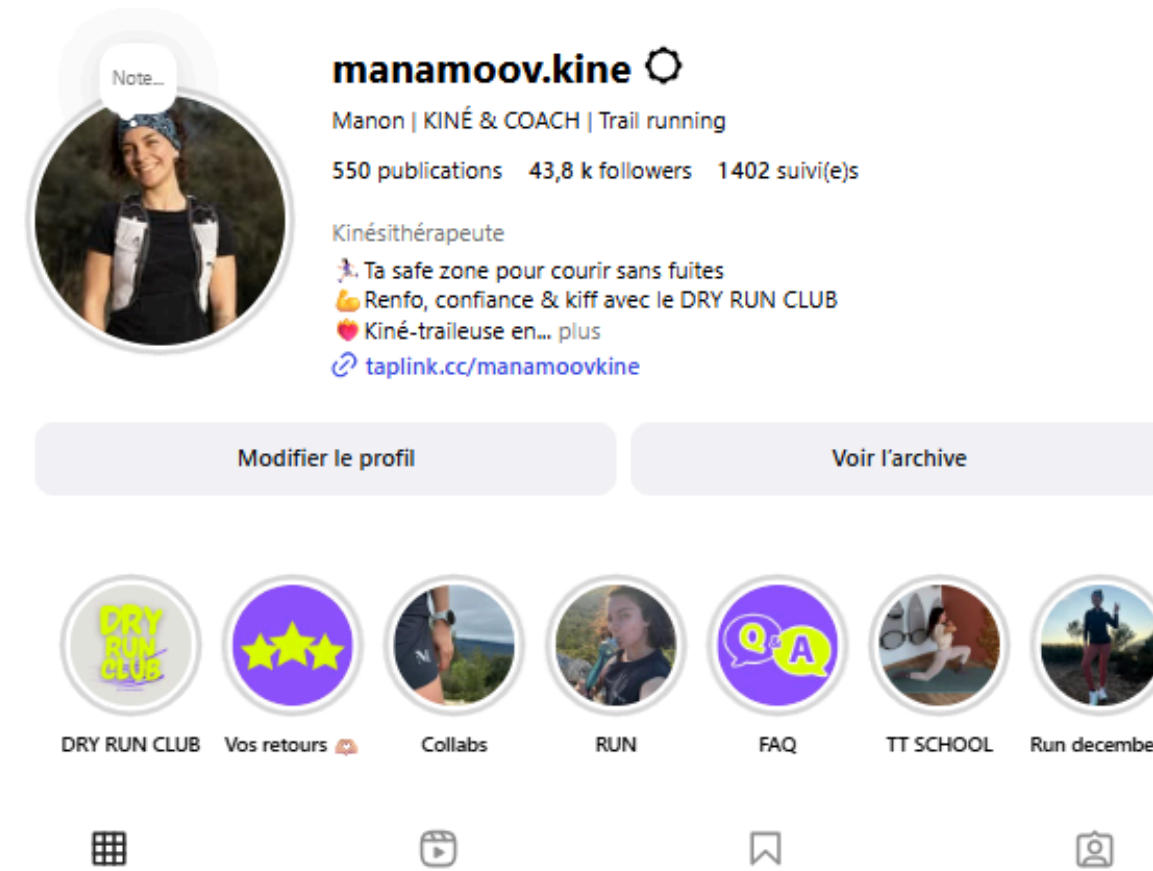 Note...
manamoov.kine
Manon | KINÉ & COACH | Trail running
550 publications 43,8 k followers 1402 suivi(e)s
Kinésithérapeute
🏃🏻‍♀️ Ta safe zone pour courir sans fuites
💪 Renfo, confiance & kiff avec le DRY RUN CLUB
❤️‍🔥 Kiné-traileuse en... plus
taplink.cc/manamoovkine
Modifier le profil Voir l'archive
DRY
RUN
CLUB
Q&A
DRY RUN CLUB Vos retours 🫶🏼 Collabs RUN FAQ TT SCHOOL Run decembe